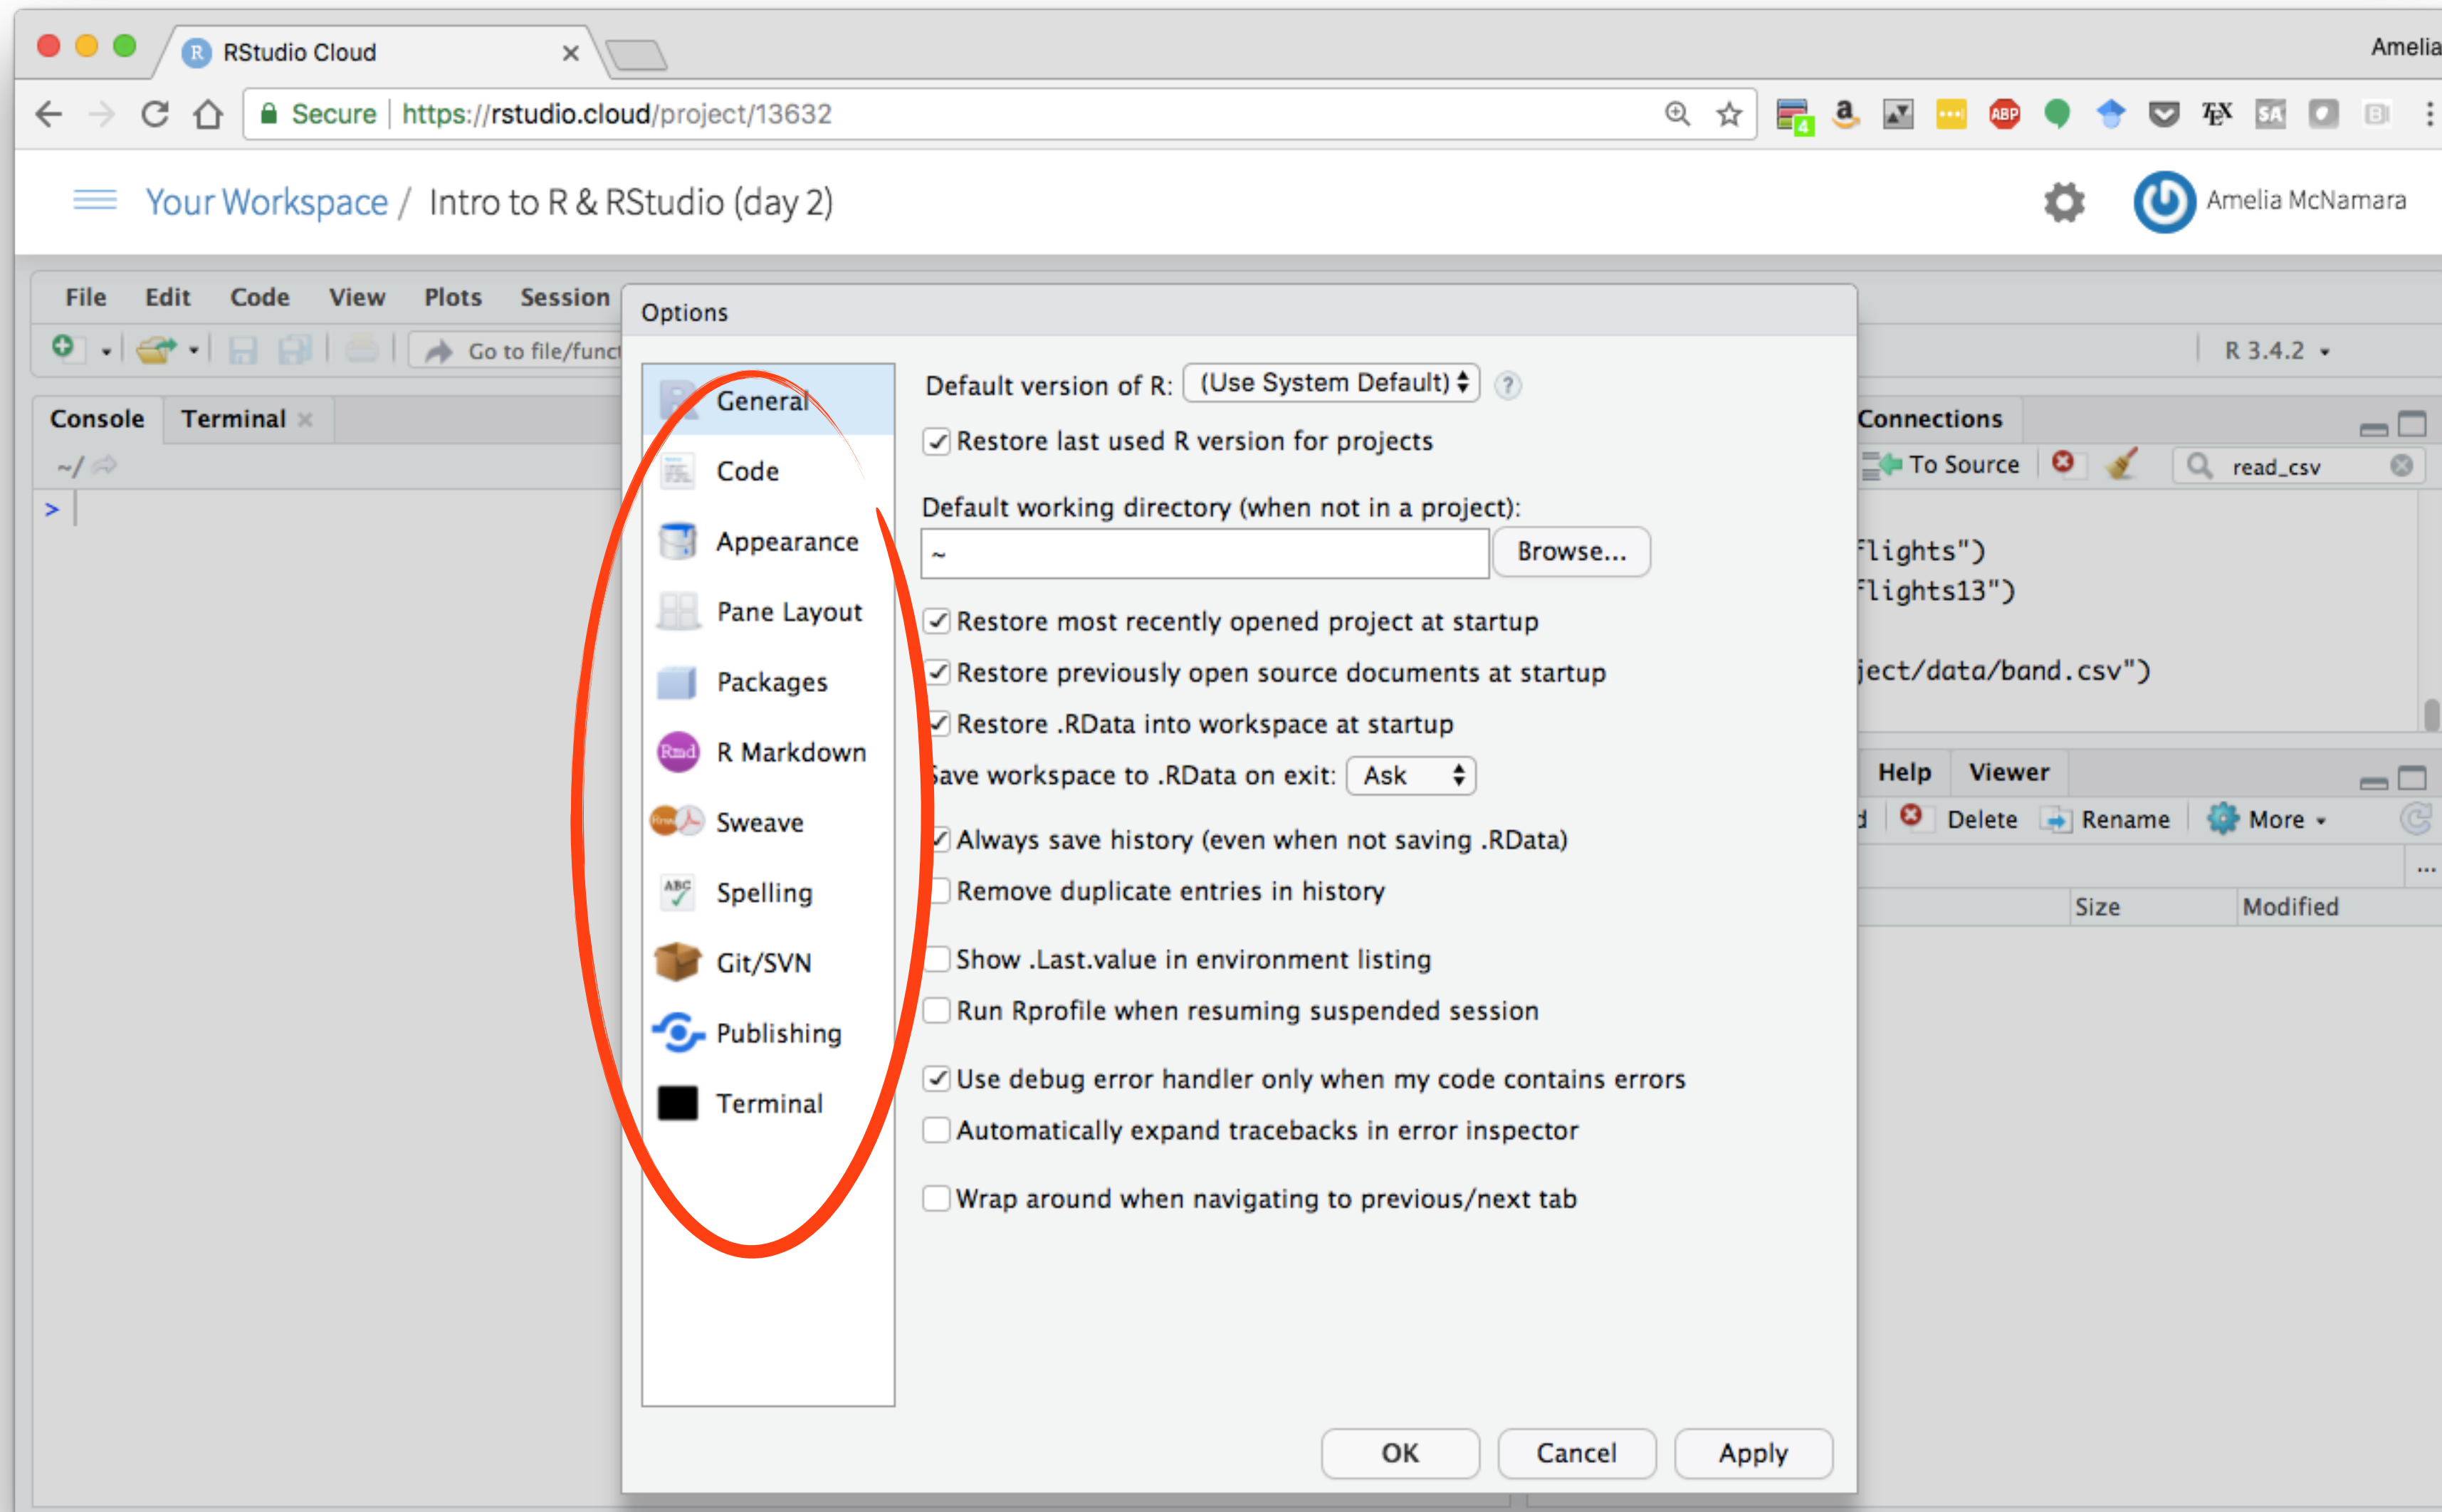 RStudio Cloud
Amelia
Secure https://rstudio.cloud/project/13632
Your Workspace / Intro to R & RStudio (day 2)
Amelia McNamara
File Edit Code View Plots Session
Go to file/funct
R 3.4.2
Console Terminal
~/
>
Options
General
Code
Appearance
Pane Layout
Packages
R Markdown
Sweave
Spelling
Git/SVN
Publishing
Terminal
Default version of R: (Use System Default) ?
Restore last used R version for projects
Default working directory (when not in a project):
~
Browse...
Restore most recently opened project at startup
Restore previously open source documents at startup
Restore .RData into workspace at startup
Save workspace to .RData on exit: Ask
Always save history (even when not saving .RData)
Remove duplicate entries in history
Show .Last.value in environment listing
Run Rprofile when resuming suspended session
Use debug error handler only when my code contains errors
Automatically expand tracebacks in error inspector
Wrap around when navigating to previous/next tab
OK Cancel Apply
Connections
To Source read_csv
flights")
flights13")
ject/data/band.csv")
Help Viewer
d Delete Rename More
...
Size Modified